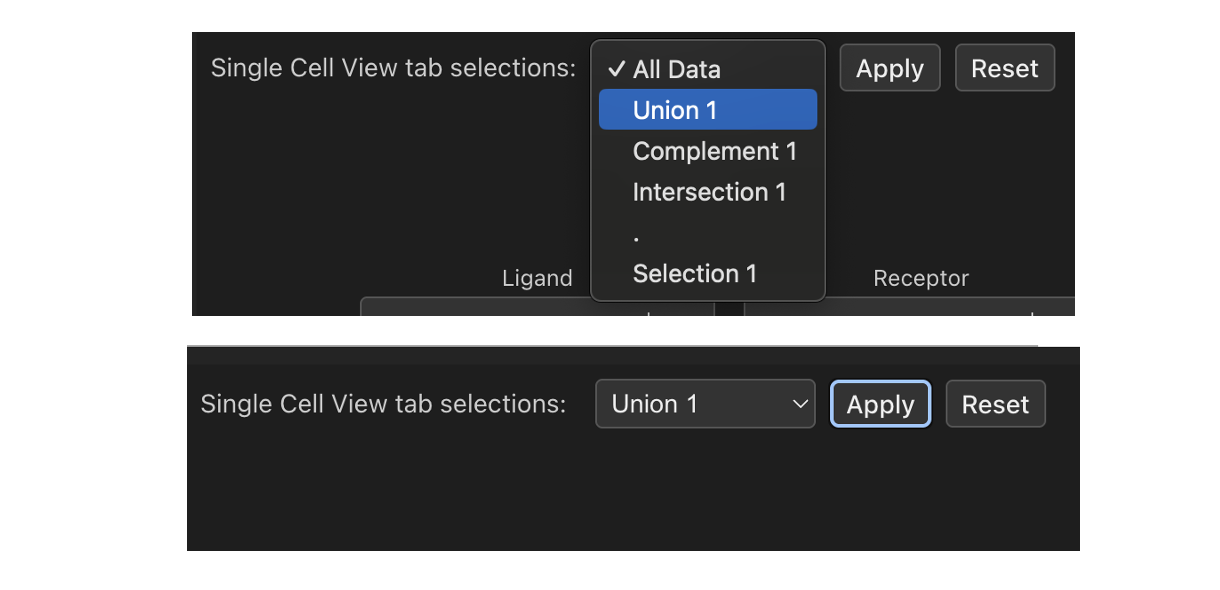 Single Cell View tab selections: ✓ All Data Apply Reset
Union 1
Complement 1
Intersection 1
.
Selection 1
Ligand Receptor
Single Cell View tab selections: Union 1 Apply Reset